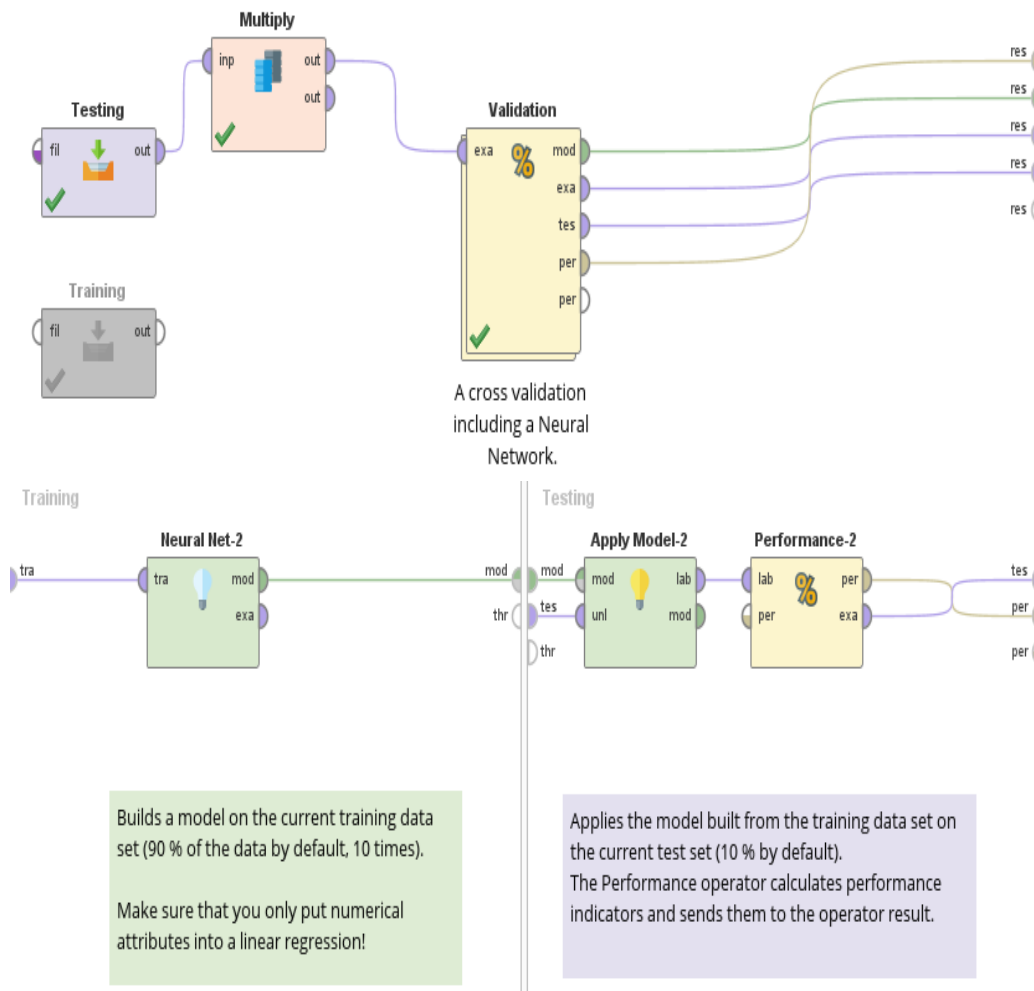 Multiply
inp out
out
res
res
res
res
res
Testing
fil out
Validation
exa mod
exa
tes
per
per
Training
fil out
A cross validation
including a Neural
Network.
Training
Testing
Neural Net-2
tra
tra mod
exa
mod
thr
mod
tes
thr
Apply Model-2
mod lab
unl mod
Performance-2
lab per
per exa
tes
per
per
Builds a model on the current training data
set (90 % of the data by default, 10 times).
Make sure that you only put numerical
attributes into a linear regression!
Applies the model built from the training data set on
the current test set (10 % by default).
The Performance operator calculates performance
indicators and sends them to the operator result.